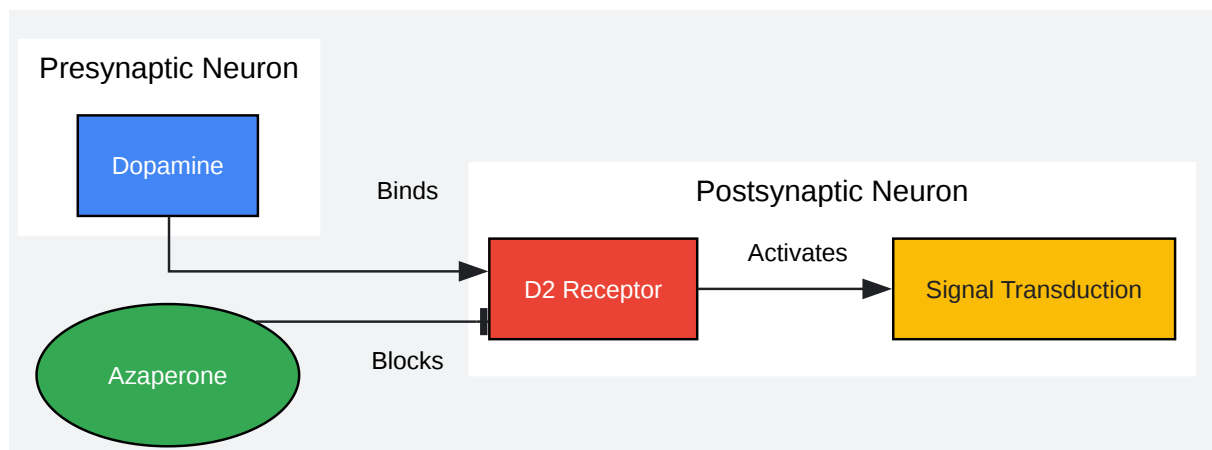 Presynaptic Neuron
Dopamine
Binds
Postsynaptic Neuron
D2 Receptor
Activates
Signal Transduction
Azaperone
Blocks